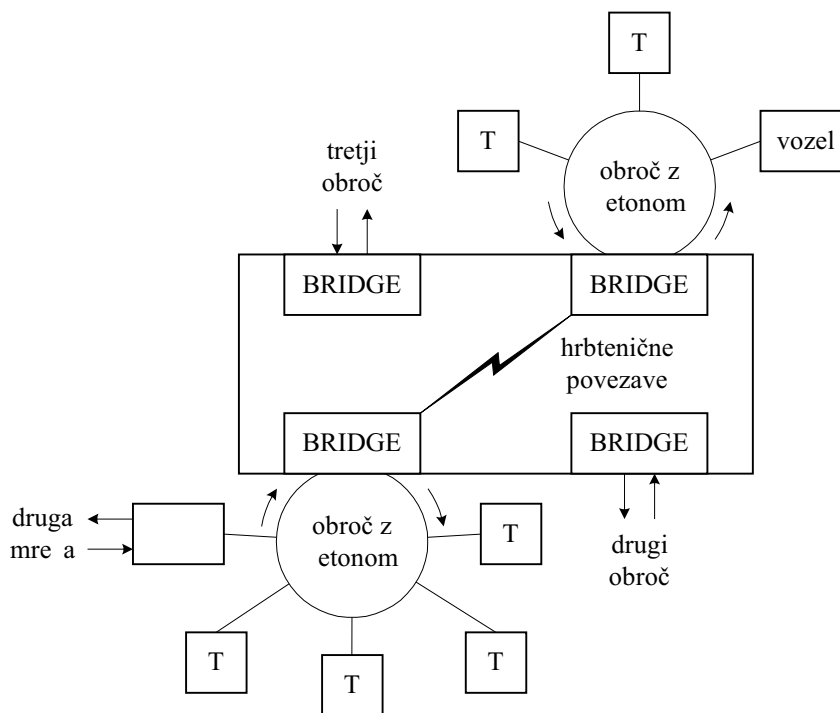 T
T
vozel
tretji
obroč
obroč z
etonom
BRIDGE
BRIDGE
hrbtenične
povezave
BRIDGE
BRIDGE
druga
mre a
obroč z
etonom
T
drugi
obroč
T
T
T